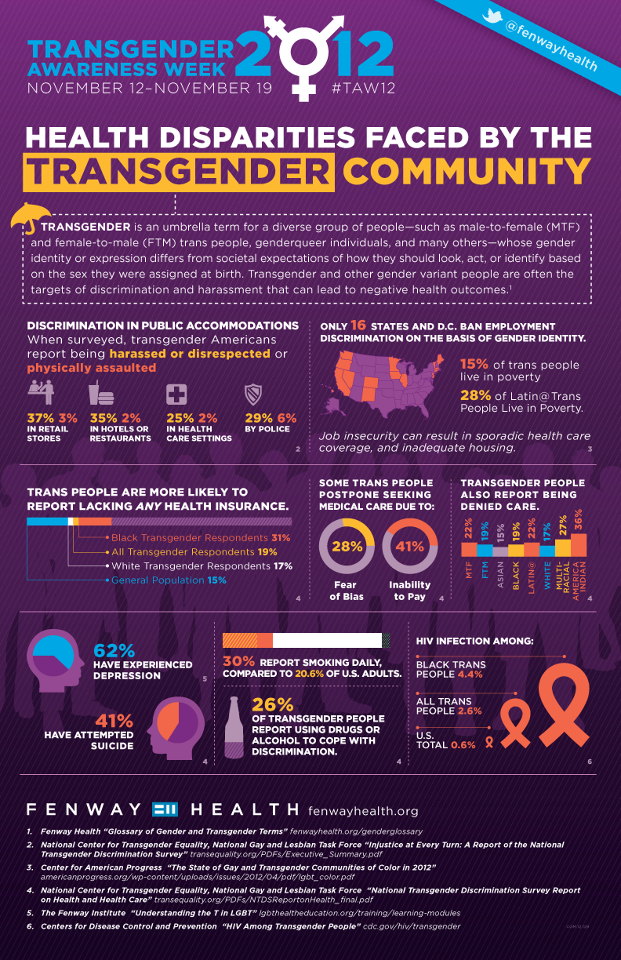 @fenwayhealth
TRANSGENDER
AWARENESS WEEK 2012
NOVEMBER 12–NOVEMBER 19 #TAW12
HEALTH DISPARITIES FACED BY THE
TRANSGENDER COMMUNITY
TRANSGENDER is an umbrella term for a diverse group of people—such as male-to-female (MTF)
and female-to-male (FTM) trans people, genderqueer individuals, and many others—whose gender
identity or expression differs from societal expectations of how they should look, act, or identify based
on the sex they were assigned at birth. Transgender and other gender variant people are often the
targets of discrimination and harassment that can lead to negative health outcomes.1
DISCRIMINATION IN PUBLIC ACCOMMODATIONS
When surveyed, transgender Americans
report being harassed or disrespected or
physically assaulted
37% 3%
IN RETAIL
STORES
35% 2%
IN HOTELS OR
RESTAURANTS
25% 2%
IN HEALTH
CARE SETTINGS
29% 6%
BY POLICE
2
ONLY 16 STATES AND D.C. BAN EMPLOYMENT
DISCRIMINATION ON THE BASIS OF GENDER IDENTITY.
15% of trans people
live in poverty
28% of Latin@ Trans
People Live in Poverty.
Job insecurity can result in sporadic health care
coverage, and inadequate housing.
3
TRANS PEOPLE ARE MORE LIKELY TO
REPORT LACKING ANY HEALTH INSURANCE.
Black Transgender Respondents 31%
All Transgender Respondents 19%
White Transgender Respondents 17%
General Population 15%
4
SOME TRANS PEOPLE
POSTPONE SEEKING
MEDICAL CARE DUE TO:
28%
Fear
of Bias
41%
Inability
to Pay
4
TRANSGENDER PEOPLE
ALSO REPORT BEING
DENIED CARE.
22%
MTF
19%
FTM
15%
ASIAN
19%
BLACK
22%
LATIN@
17%
WHITE
27%
MULTI-
RACIAL
36%
AMERICAN
INDIAN
4
62%
HAVE EXPERIENCED
DEPRESSION
5
41%
HAVE ATTEMPTED
SUICIDE
4
30% REPORT SMOKING DAILY,
COMPARED TO 20.6% OF U.S. ADULTS.
26%
OF TRANSGENDER PEOPLE
REPORT USING DRUGS OR
ALCOHOL TO COPE WITH
DISCRIMINATION.
4
HIV INFECTION AMONG:
BLACK TRANS
PEOPLE 4.4%
ALL TRANS
PEOPLE 2.6%
U.S.
TOTAL 0.6%
6
FENWAY HEALTH fenwayhealth.org
1. Fenway Health “Glossary of Gender and Transgender Terms” fenwayhealth.org/genderglossary
2. National Center for Transgender Equality, National Gay and Lesbian Task Force “Injustice at Every Turn: A Report of the National
Transgender Discrimination Survey” transequality.org/PDFs/Executive_Summary.pdf
3. Center for American Progress “The State of Gay and Transgender Communities of Color in 2012”
americanprogress.org/wp-content/uploads/issues/2012/04/pdf/lgbt_color.pdf
4. National Center for Transgender Equality, National Gay and Lesbian Task Force “National Transgender Discrimination Survey Report
on Health and Health Care” transequality.org/PDFs/NTDSReportonHealth_final.pdf
5. The Fenway Institute “Understanding the T in LGBT” lgbthealtheducation.org/training/learning-modules
6. Centers for Disease Control and Prevention “HIV Among Transgender People” cdc.gov/hiv/transgender